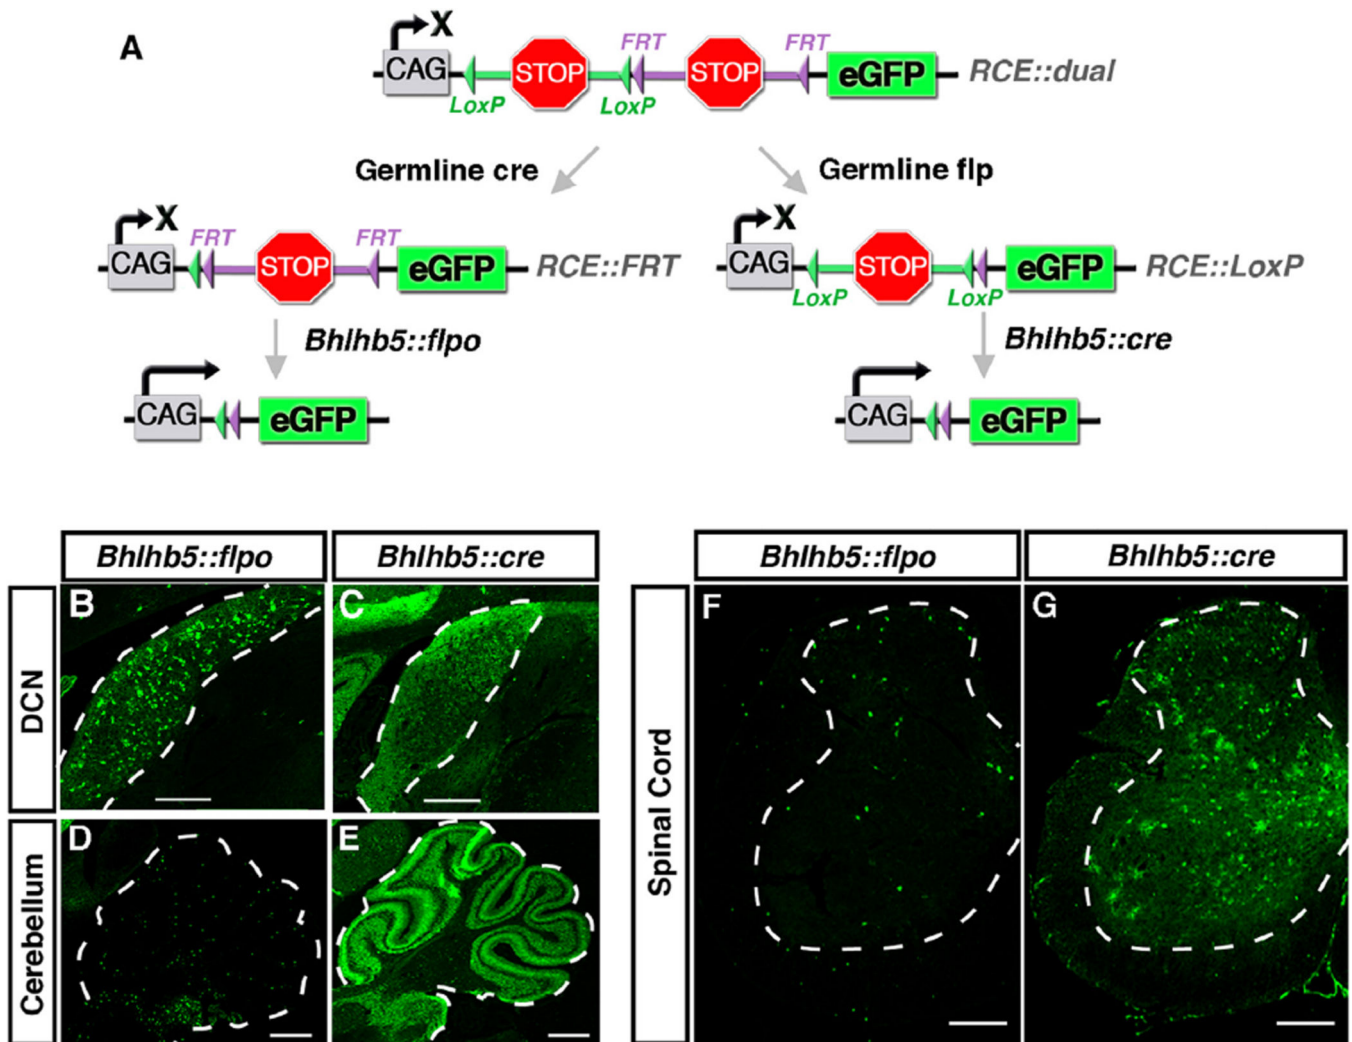 A
X
CAG
STOP
FRT
STOP
FRT
eGFP
RCE::dual
LoxP
LoxP
Germline cre
Germline flp
X
CAG
FRT
STOP
FRT
eGFP
RCE::FRT
X
CAG
STOP
eGFP
RCE::LoxP
LoxP
LoxP
Bhlhb5::flpo
Bhlhb5::cre
CAG
eGFP
CAG
eGFP
Bhlhb5::flpo
Bhlhb5::cre
DCN
B
C
Cerebellum
D
E
Bhlhb5::flpo
Bhlhb5::cre
Spinal Cord
F
G